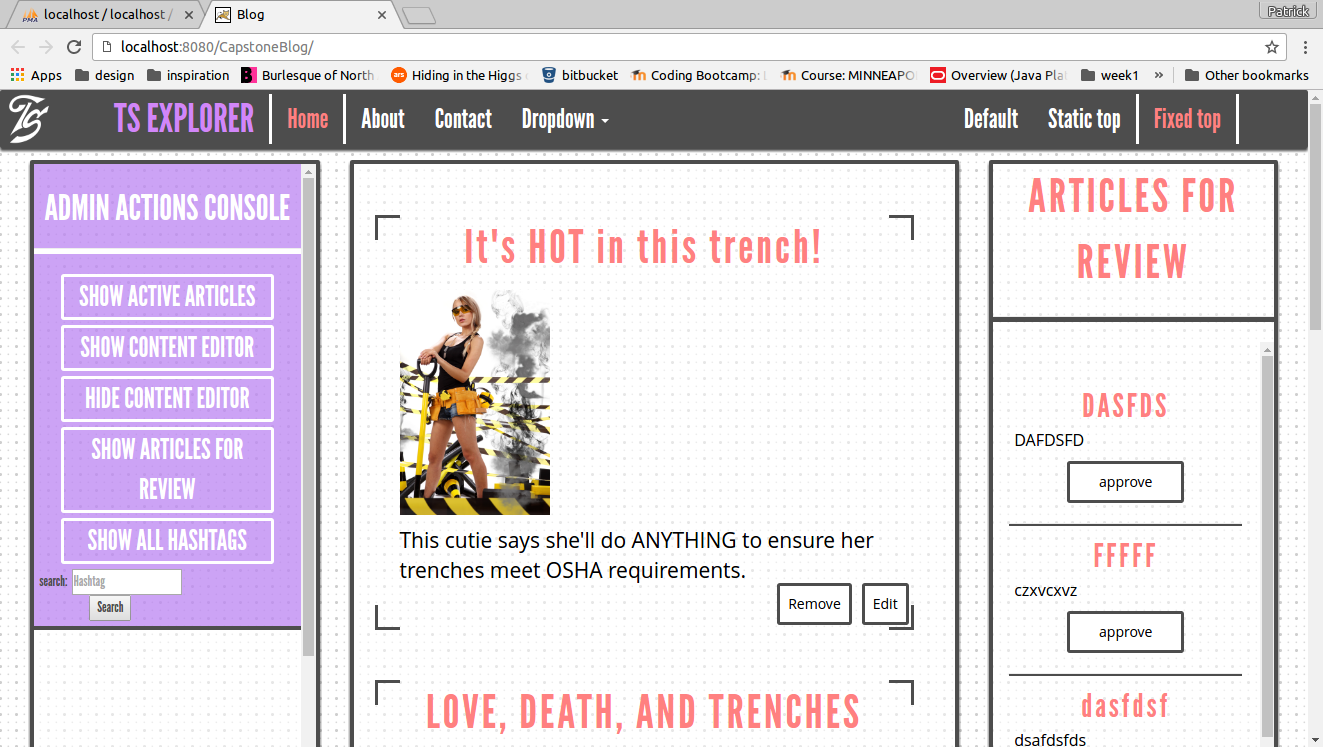 localhost / localhost /
Blog
Patrick
localhost:8080/CapstoneBlog/
Apps
design
inspiration
Burlesque of North
Hiding in the Higgs
bitbucket
Coding Bootcamp:
Course: MINNEAPO
Overview (Java Pla
week1
»
Other bookmarks
TS
TS EXPLORER
Home
About
Contact
Dropdown
Default
Static top
Fixed top
ADMIN ACTIONS CONSOLE
SHOW ACTIVE ARTICLES
SHOW CONTENT EDITOR
HIDE CONTENT EDITOR
SHOW ARTICLES FOR
REVIEW
SHOW ALL HASHTAGS
search:
Hashtag
Search
It's HOT in this trench!
This cutie says she'll do ANYTHING to ensure her
trenches meet OSHA requirements.
Remove
Edit
LOVE, DEATH, AND TRENCHES
ARTICLES FOR
REVIEW
DASFDS
DAFDSFD
approve
FFFFF
czxvcxvz
approve
dasfdsf
dsafdsfds